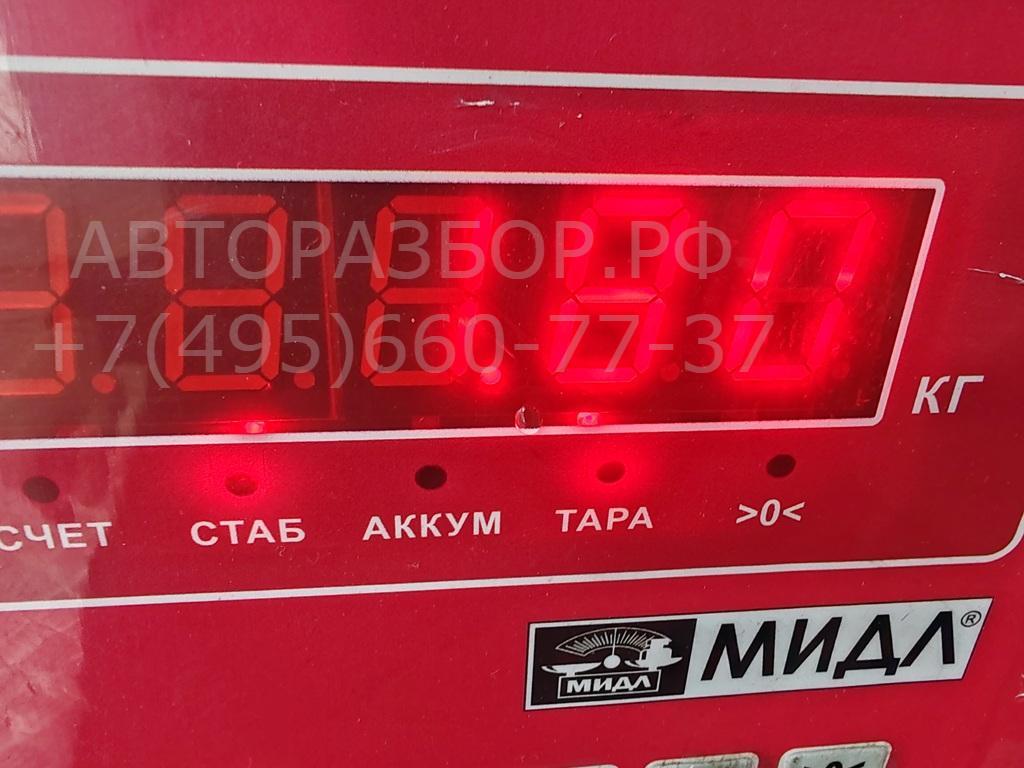 АВТОРАЗБОР.РФ
+7(495)660-77-37
КГ
СЧЕТ СТАБ АККУМ ТАРА >0<
МИДЛ МИДЛ®